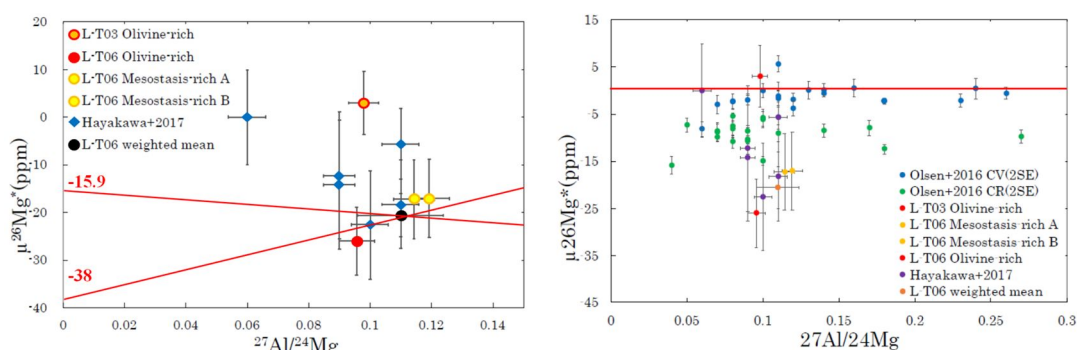 μ²⁶Mg*(ppm)
20
10
0
-10
-20
-30
-40
L-T03 Olivine-rich
L-T06 Olivine-rich
L-T06 Mesostasis-rich A
L-T06 Mesostasis-rich B
Hayakawa+2017
L-T06 weighted mean
-15.9
-38
0
0.02
0.04
0.06
0.08
0.1
0.12
0.14
²⁷Al/²⁴Mg
μ26Mg*(ppm)
15
5
-5
-15
-25
-35
-45
Olsen+2016 CV(2SE)
Olsen+2016 CR(2SE)
L-T03 Olivine rich
L-T06 Mesostasis-rich A
L-T06 Mesostasis-rich B
L-T06 Olivine-rich
Hayakawa+2017
L-T06 weighted mean
0
0.05
0.1
0.15
0.2
0.25
0.3
27Al/24Mg